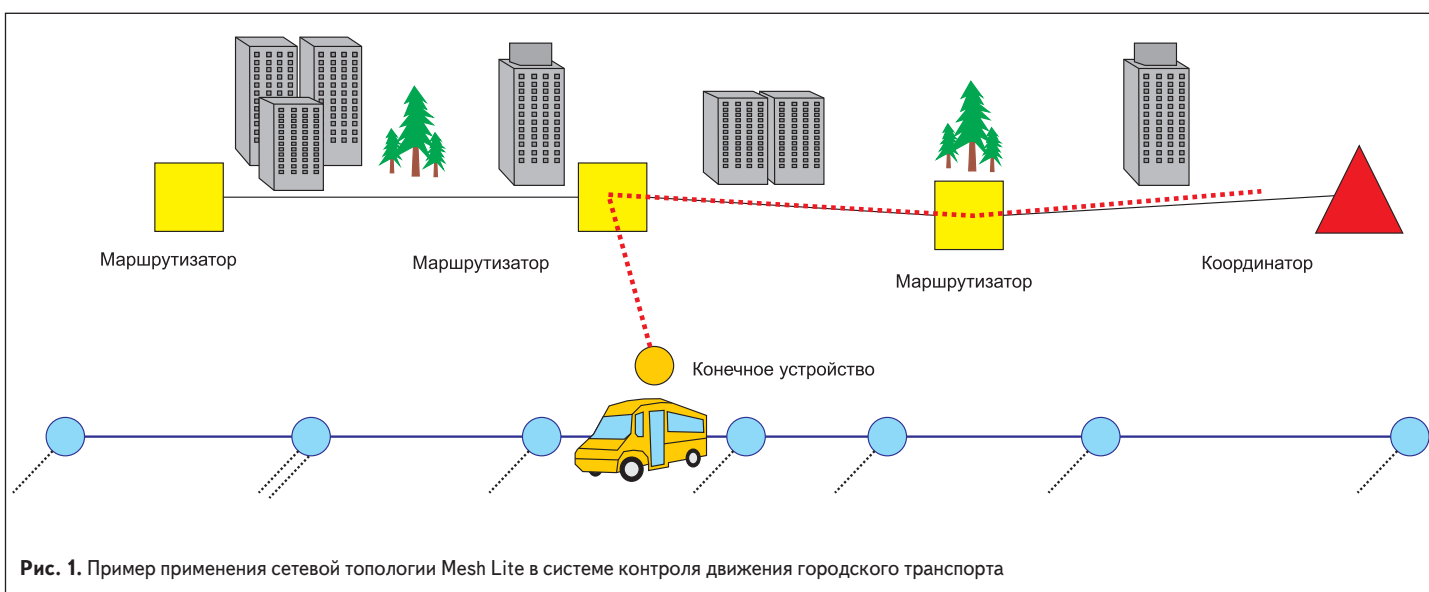 Маршрутизатор
Маршрутизатор
Маршрутизатор
Координатор
Конечное устройство
Рис. 1. Пример применения сетевой топологии Mesh Lite в системе контроля движения городского транспорта